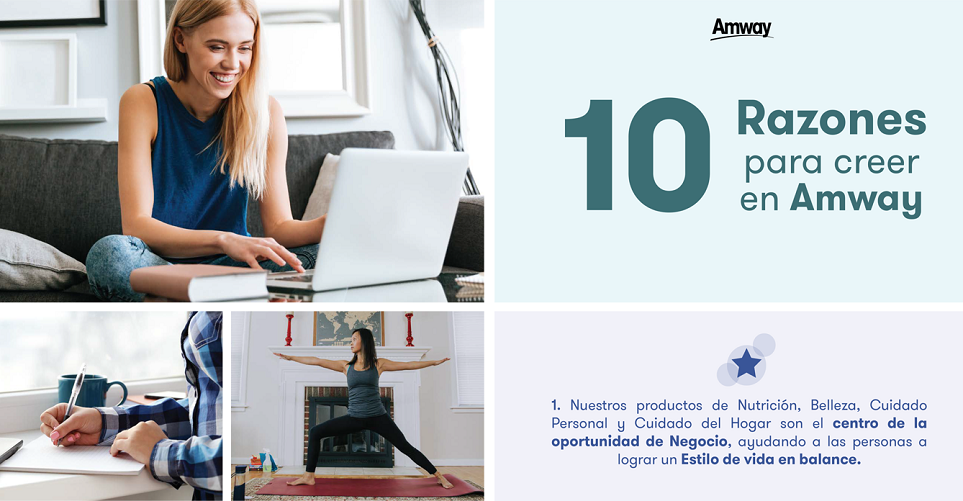 Amway
10
Razones
para creer
en Amway
1. Nuestros productos de Nutrición, Belleza, Cuidado
Personal y Cuidado del Hogar son el centro de la
oportunidad de Negocio, ayudando a las personas a
lograr un Estilo de vida en balance.